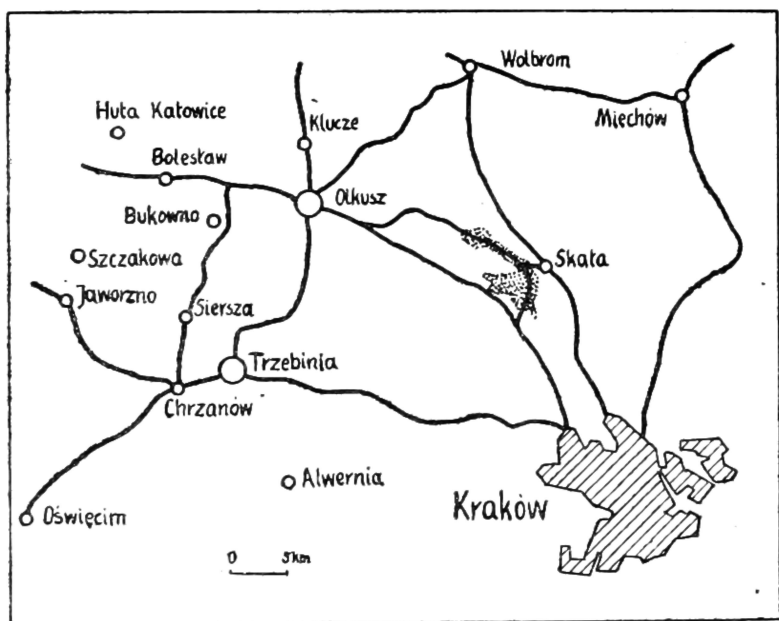 Wolbrom
Huta Katowice
Klucze
Miechów
Bolesław
Olkusz
Bukowno
Szczakowa
Skała
Jaworzno
Siersza
Trzebinia
Chrzanów
Alwernia
Kraków
Oświęcim
0 5km